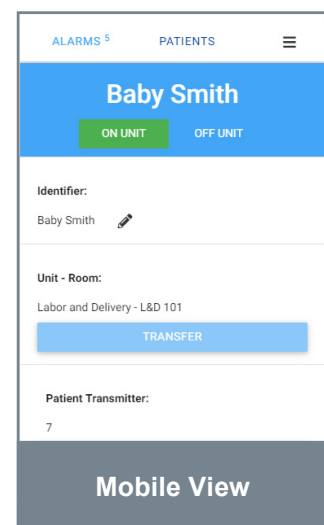 ALARMS 5 PATIENTS
Baby Smith
ON UNIT OFF UNIT
Identifier:
Baby Smith
Unit - Room:
Labor and Delivery - L&D 101
TRANSFER
Patient Transmitter:
7
Mobile View